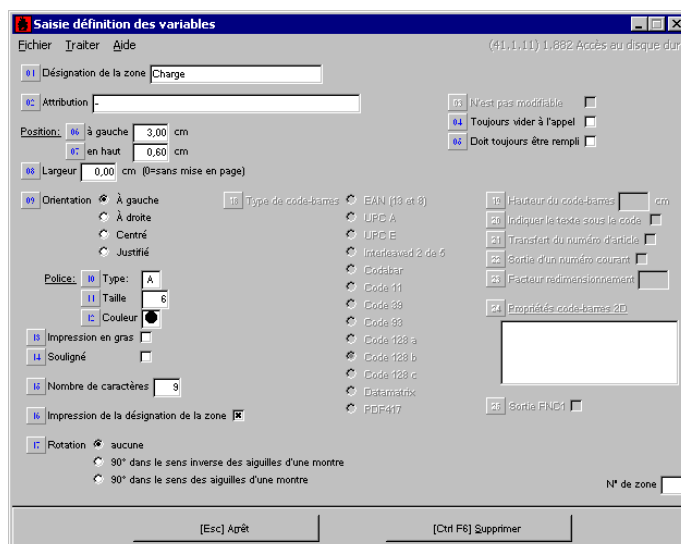 Saisie définition des variables
Fichier Traiter Aide
(41.1.11) 1.882 Accès au disque dur
01 Désignation de la zone Charge
02 Attribution -
03 N'est pas modifiable
04 Toujours vider à l'appel
05 Doit toujours être rempli
Position: 06 à gauche 3,00 cm
07 en haut 0,60 cm
08 Largeur 0,00 cm (0=sans mise en page)
09 Orientation À gauche
À droite
Centré
Justifié
Police: 10 Type: A
11 Taille 6
12 Couleur
13 Impression en gras
14 Souligné
15 Nombre de caractères 9
16 Impression de la désignation de la zone
17 Rotation aucune
90° dans le sens inverse des aiguilles d'une montre
90° dans le sens des aiguilles d'une montre
18 Type de code-barres EAN (13 et 8)
UPC A
UPC E
Interleaved 2 de 5
Codabar
Code 11
Code 39
Code 93
Code 128 a
Code 128 b
Code 128 c
Datamatrix
PDF417
19 Hauteur du code-barres cm
20 Indiquer le texte sous le code
21 Transfert du numéro d'article
22 Sortie d'un numéro courant
23 Facteur redimensionnement
24 Propriétés code-barres 2D
25 Sortie FNC1
N° de zone
[Esc] Arrêt
[Ctrl F6] Supprimer